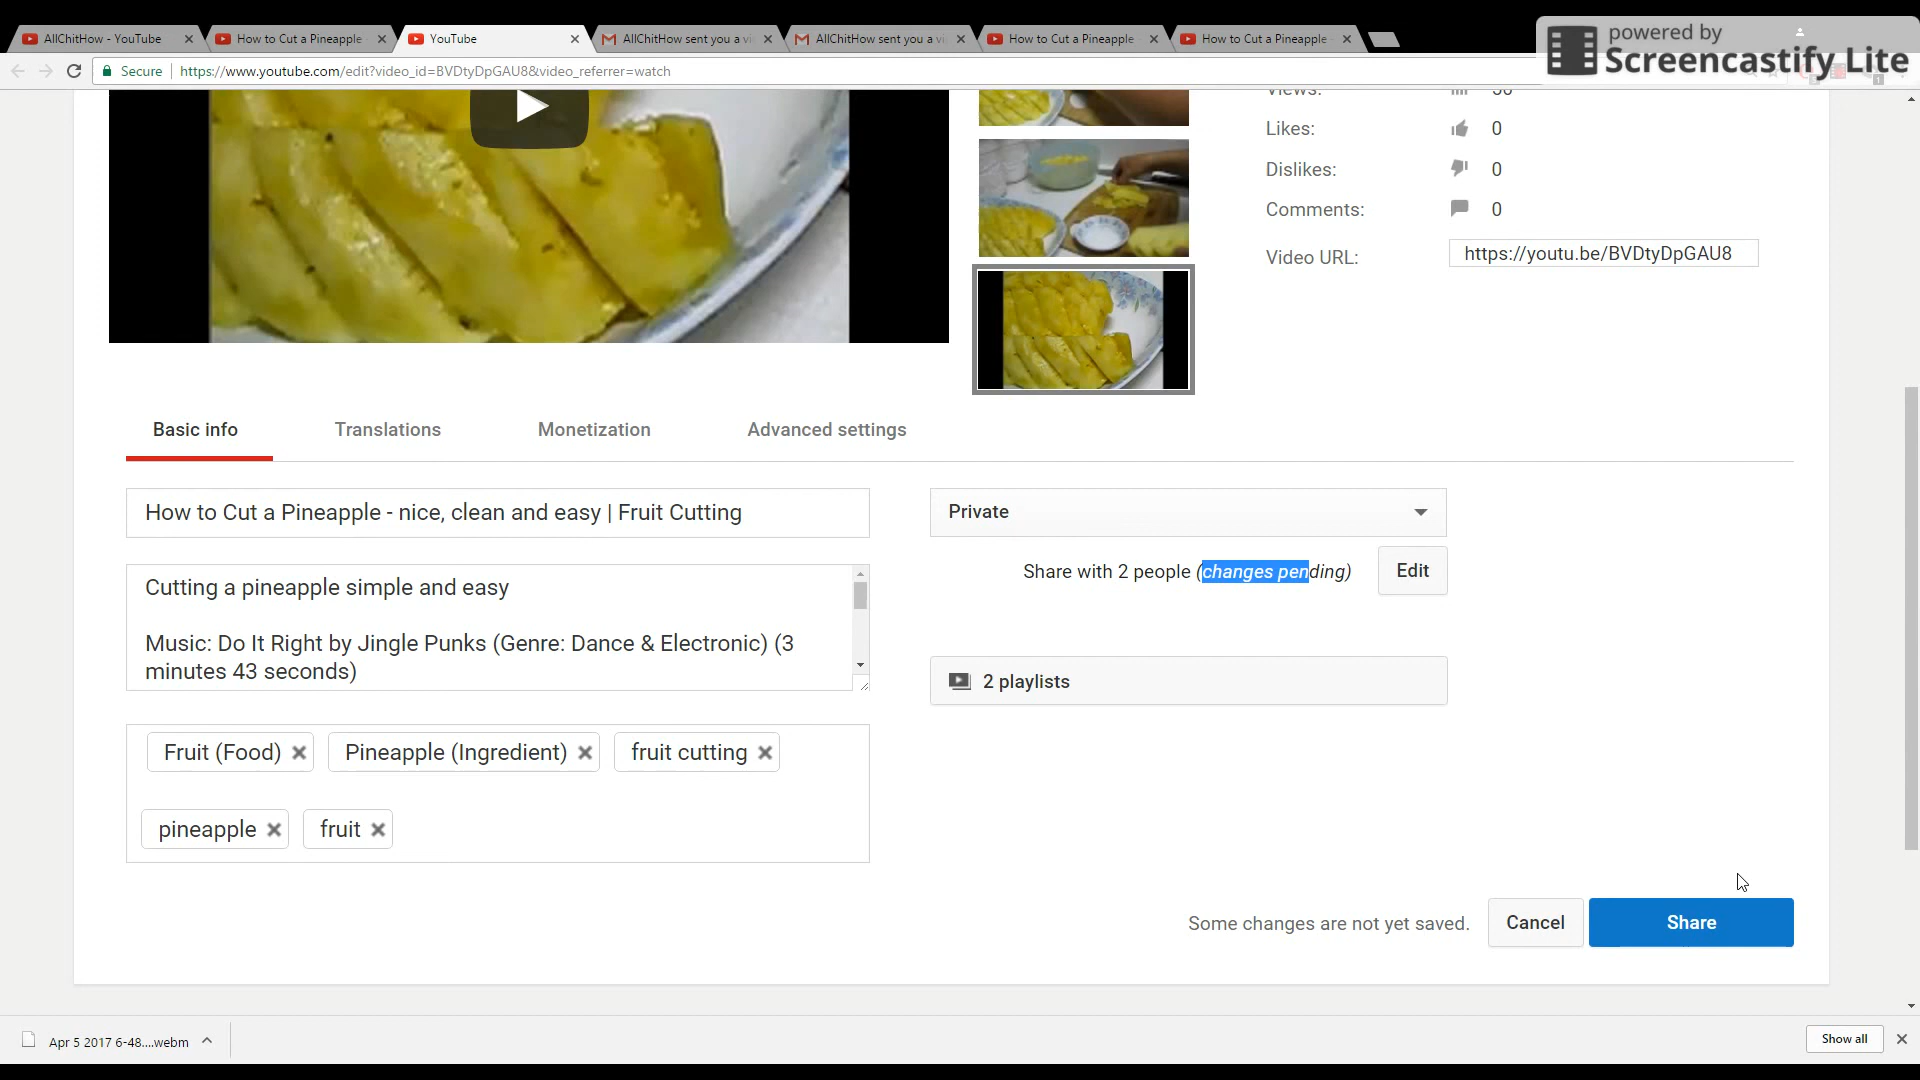 AllChitHow - YouTube
How to Cut a Pineapple
YouTube
AllChitHow sent you a vi
AllChitHow sent you a vi
How to Cut a Pineapple
How to Cut a Pineapple
powered by
Screencastify Lite
Secure
https://www.youtube.com/edit?video_id=BVDtyDpGAU8&video_referrer=watch
Views:
Likes: 0
Dislikes: 0
Comments: 0
Video URL: https://youtu.be/BVDtyDpGAU8
Basic info Translations Monetization Advanced settings
How to Cut a Pineapple - nice, clean and easy | Fruit Cutting
Private
Share with 2 people (changes pending) Edit
Cutting a pineapple simple and easy
Music: Do It Right by Jingle Punks (Genre: Dance & Electronic) (3
minutes 43 seconds)
2 playlists
Fruit (Food) Pineapple (Ingredient) fruit cutting
pineapple fruit
Some changes are not yet saved. Cancel Share
Apr 5 2017 6-48....webm
Show all